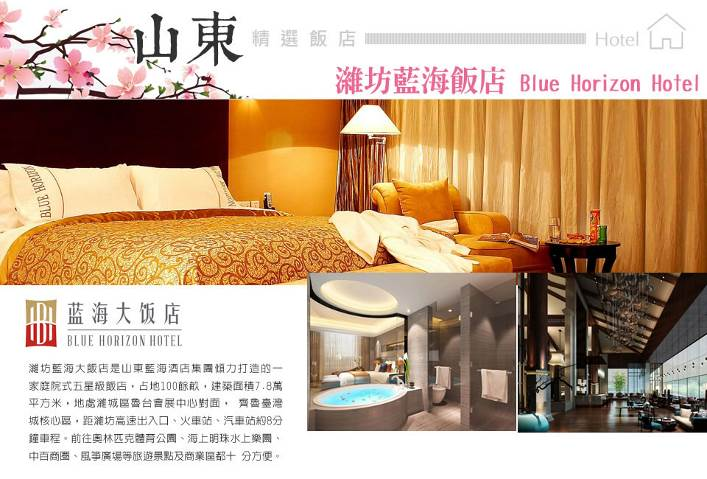 山東
精選飯店
Hotel
濰坊藍海飯店 Blue Horizon Hotel
BLUE HORIZON
蓝海大饭店
BLUE HORIZON HOTEL
濰坊藍海大飯店是山東藍海酒店集團傾力打造的一
家庭院式五星級飯店，占地100餘畝，建築面積7.8萬
平方米，地處濰城區魯台會展中心對面， 齊魯臺灣
城核心區，距濰坊高速出入口、火車站、汽車站約8分
鐘車程。前往奧林匹克體育公園、海上明珠水上樂園、
中百商圈、風箏廣場等旅遊景點及商業區都十 分方便。